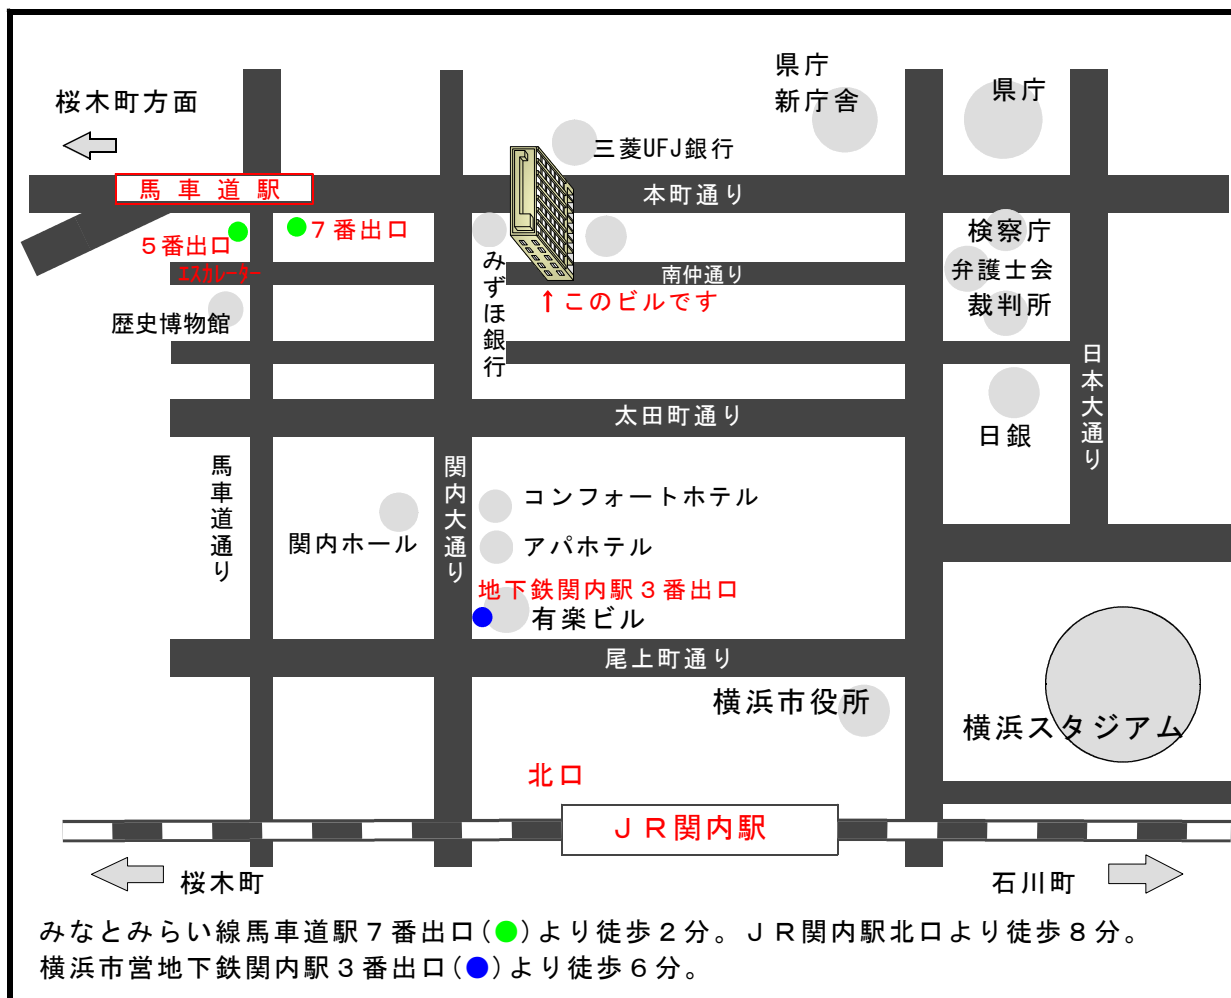 県庁
新庁舎
県庁
桜木町方面
三菱UFJ銀行
馬車道駅
本町通り
５番出口
７番出口
検察庁
エスカレーター
みずほ銀行
南仲通り
弁護士会
↑このビルです
裁判所
歴史博物館
日本大通り
太田町通り
日銀
馬車道通り
関内大通り
コンフォートホテル
関内ホール
アパホテル
地下鉄関内駅３番出口
有楽ビル
尾上町通り
横浜市役所
横浜スタジアム
北口
ＪＲ関内駅
桜木町
石川町
みなとみらい線馬車道駅７番出口(●)より徒歩２分。ＪＲ関内駅北口より徒歩８分。
横浜市営地下鉄関内駅３番出口(●)より徒歩６分。